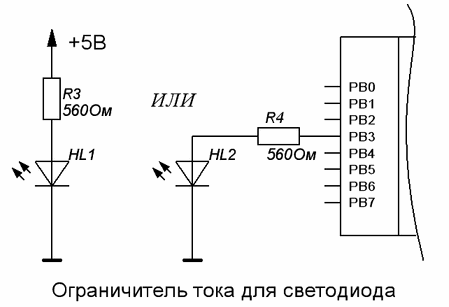 +5В
R3
560Ом
HL1
ИЛИ
HL2
R4
560Ом
PB0
PB1
PB2
PB3
PB4
PB5
PB6
PB7
Ограничитель тока для светодиода